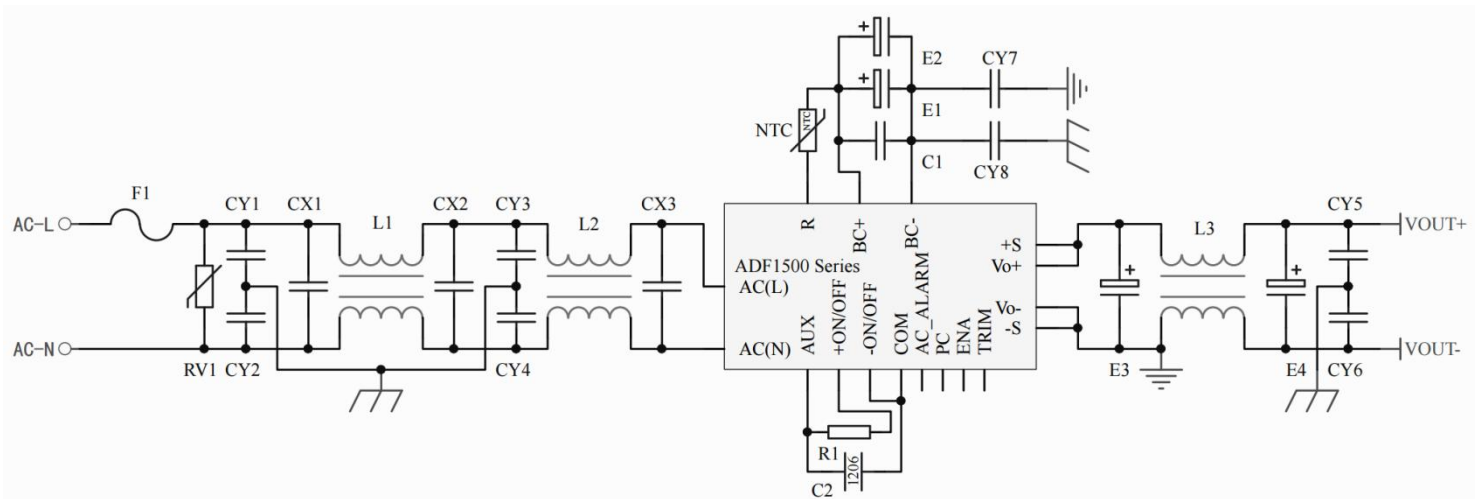 E2
CY7
E1
NTC
NTC
C1
CY8
F1
CY1
CX1
L1
CX2
CY3
L2
CX3
CY5
AC-L
R
BC+
BC-
L3
VOUT+
+S
ADF1500 Series
Vo+
AC(L)
AUX
+ON/OFF
-ON/OFF
COM
AC_ALARM
PC
ENA
TRIM
Vo-
-S
AC-N
AC(N)
VOUT-
RV1
CY2
CY4
E3
E4
CY6
R1
C2
1206